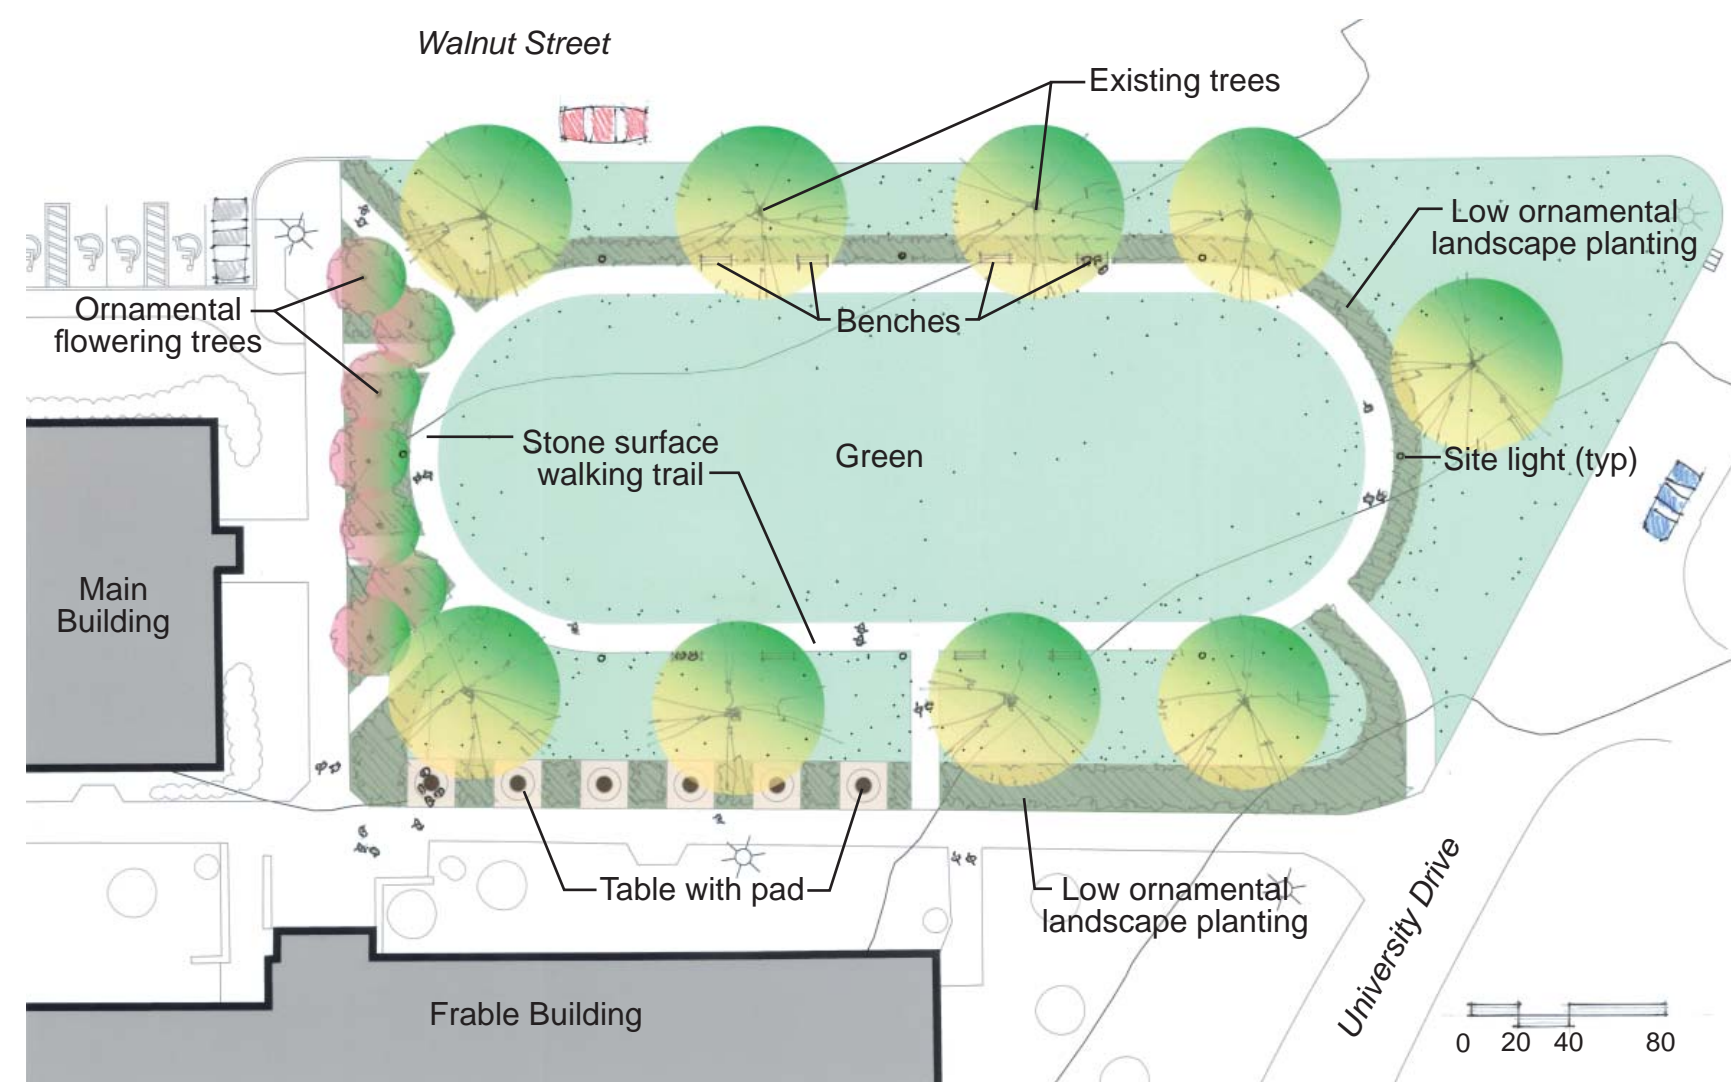 Walnut Street
Existing trees
Low ornamental
landscape planting
Ornamental
flowering trees
Benches
Stone surface
walking trail
Green
Site light (typ)
Main
Building
Table with pad
Low ornamental
landscape planting
University Drive
Frable Building
0 20 40 80